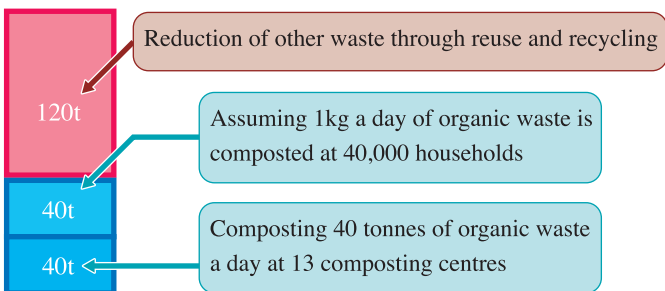 Reduction of other waste through reuse and recycling
120t
Assuming 1kg a day of organic waste is
composted at 40,000 households
40t
Composting 40 tonnes of organic waste
a day at 13 composting centres
40t